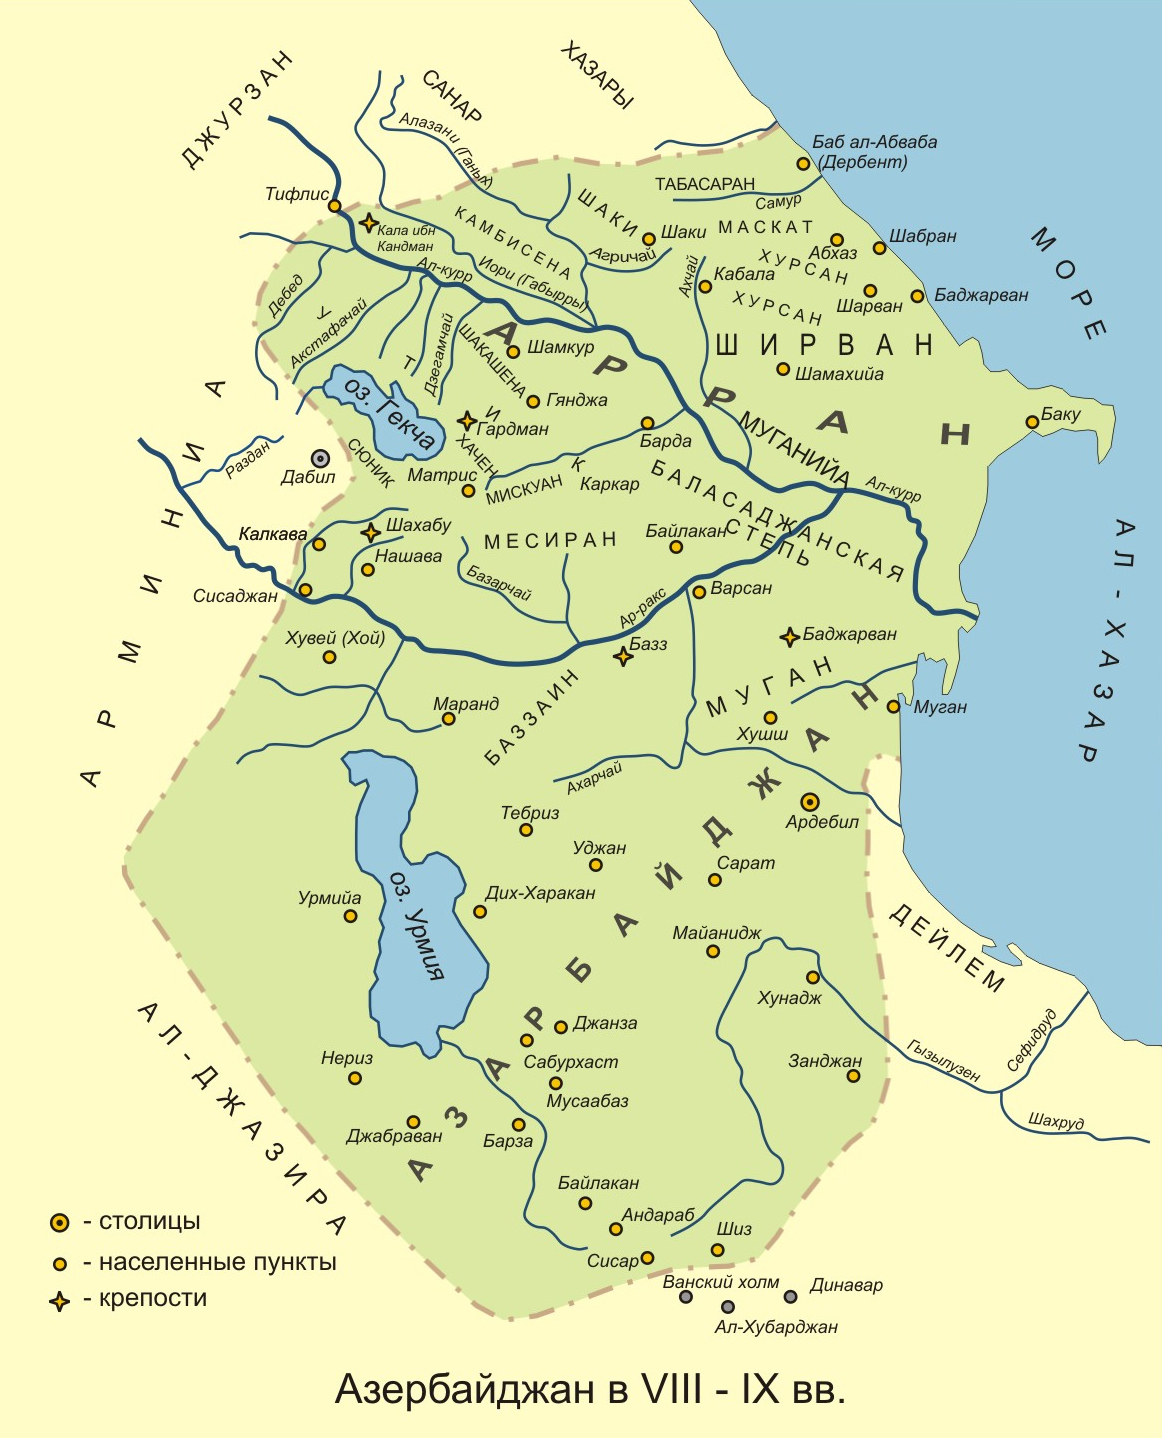 ДЖУРЗАН
САНАР
ХАЗАРЫ
Алазани (Ганых)
Баб ал-Абваба
(Дербент)
Тифлис
ТАБАСАРАН
Самур
Кала ибн
Кандман
КАМБИСЕНА
ШАКИ
Шаки
МАСКАТ
Абхаз
Шабран
МОРЕ
Агричай
Ал-курр
Иори (Габырры)
Ахчай
Кабала
ХУРСАН
Шарван
Баджарван
ХУРСАН
Дебед
Акстафачай
УТИК
Дзегамчай
ШАКАШЕНА
АРРАН
Шамкур
ШИРВАН
Шамахийа
оз. Гекча
Гянджа
Гардман
Барда
МУГАНИЙА
Баку
АРМИНИА
Раздан
Дабил
СЮНИК
ХАЧЕН
Матрис
МИСКУАН
Каркар
БАЛАСАДЖАНСКАЯ
СТЕПЬ
Ал-курр
Калкава
Шахабу
МЕСИРАН
Байлакан
АЛ-ХАЗАР
Нашава
Базарчай
Сисаджан
Ар-ракс
Варсан
Хувей (Хой)
Базз
Баджарван
БАЗЗАИН
МУГАН
Маранд
Хушш
Муган
Ахарчай
АЗАРБАЙДЖАН
Тебриз
Ардебил
Уджан
Сарат
оз. Урмия
Урмийа
Дих-Харакан
Майанидж
ДЕЙЛЕМ
Хунадж
АЛ-ДЖАЗИРА
Джанза
Сабурхаст
Нериз
Мусаабаз
Занджан
Гызылузен
Сефидруд
Шахруд
Джабраван
Барза
Байлакан
Андараб
Шиз
Сисар
- столицы
- населенные пункты
- крепости
Ванский холм
Динавар
Ал-Хубарджан
Азербайджан в VIII - IX вв.